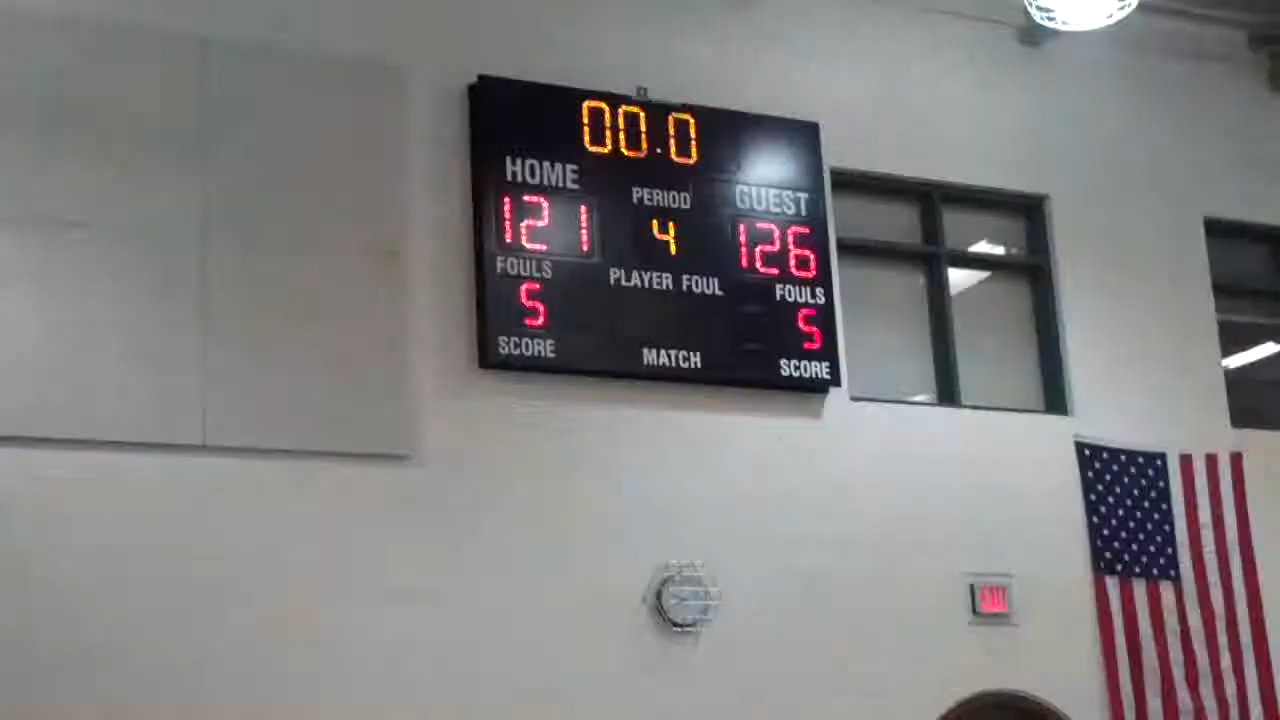 00.0
HOME
PERIOD
GUEST
121
4
126
FOULS
PLAYER FOUL
FOULS
5
5
SCORE
MATCH
SCORE
EXIT